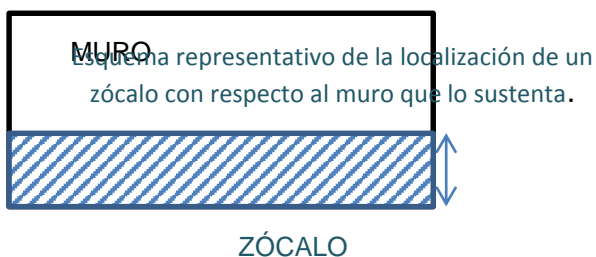 MURO
Esquema representativo de la localización de un
zócalo con respecto al muro que lo sustenta.
ZÓCALO